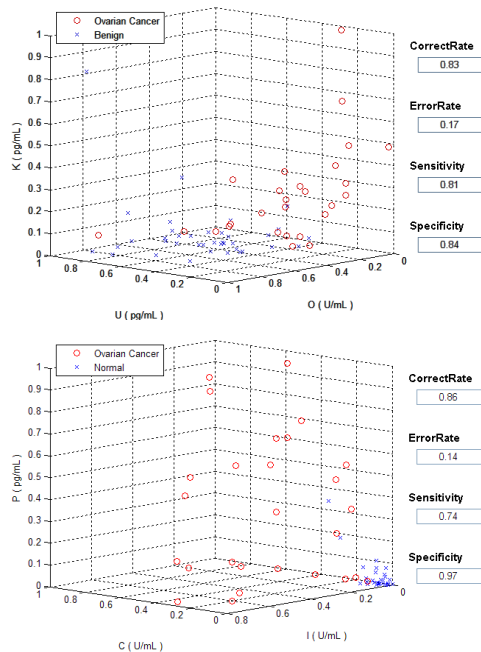 Ovarian Cancer
Benign
K ( pg/mL)
1
0.9
0.8
0.7
0.6
0.5
0.4
0.3
0.2
0.1
0
1
0.8
0.6
0.4
0.2
0
U ( pg/mL)
1
0.8
0.6
0.4
0.2
0
O ( U/mL)
CorrectRate
0.83
ErrorRate
0.17
Sensitivity
0.81
Specificity
0.84
Ovarian Cancer
Normal
P ( pg/mL)
1
0.9
0.8
0.7
0.6
0.5
0.4
0.3
0.2
0.1
0
1
0.8
0.6
0.4
0.2
0
C ( U/mL)
0.8
0.6
0.4
0.2
0
I ( U/mL)
CorrectRate
0.86
ErrorRate
0.14
Sensitivity
0.74
Specificity
0.97